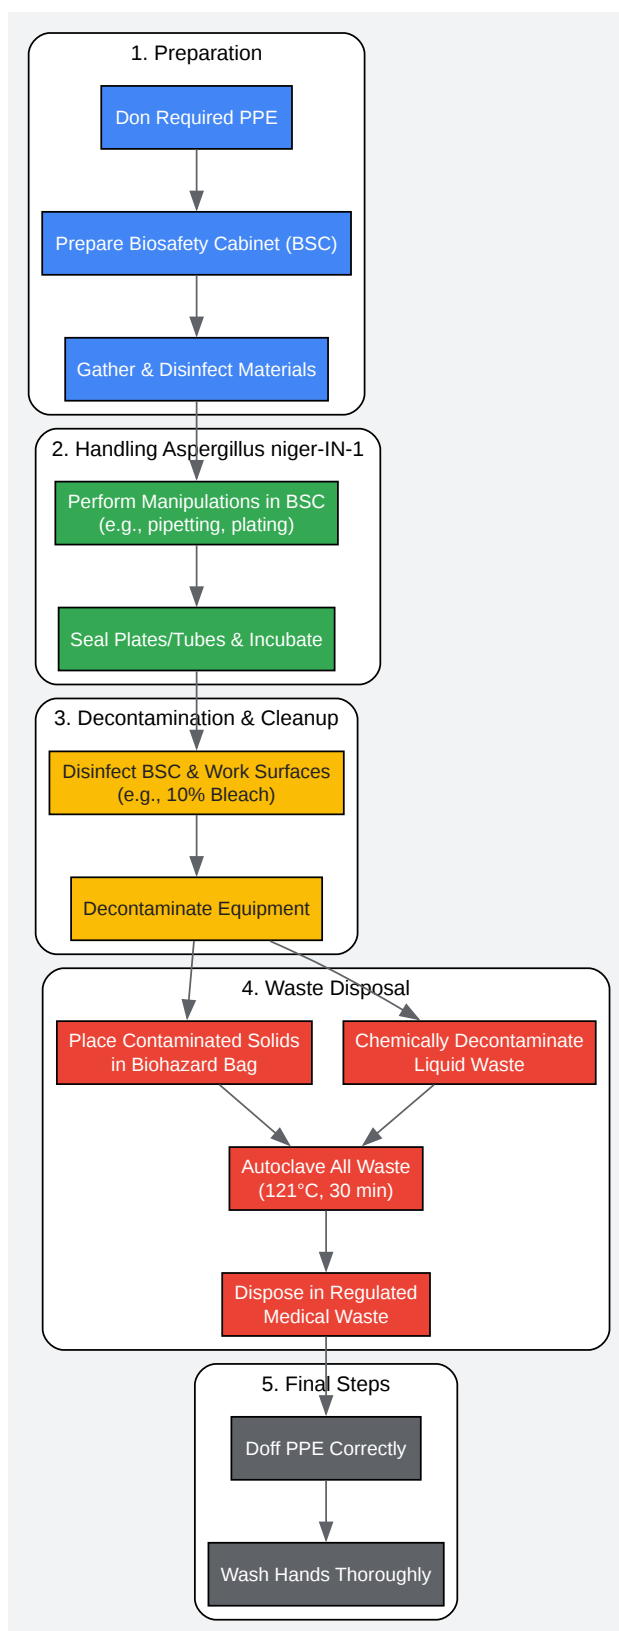 1. Preparation
Don Required PPE
Prepare Biosafety Cabinet (BSC)
Gather & Disinfect Materials
2. Handling Aspergillus niger-IN-1
Perform Manipulations in BSC
(e.g., pipetting, plating)
Seal Plates/Tubes & Incubate
3. Decontamination & Cleanup
Disinfect BSC & Work Surfaces
(e.g., 10% Bleach)
Decontaminate Equipment
4. Waste Disposal
Place Contaminated Solids
in Biohazard Bag
Chemically Decontaminate
Liquid Waste
Autoclave All Waste
(121°C, 30 min)
Dispose in Regulated
Medical Waste
5. Final Steps
Doff PPE Correctly
Wash Hands Thoroughly